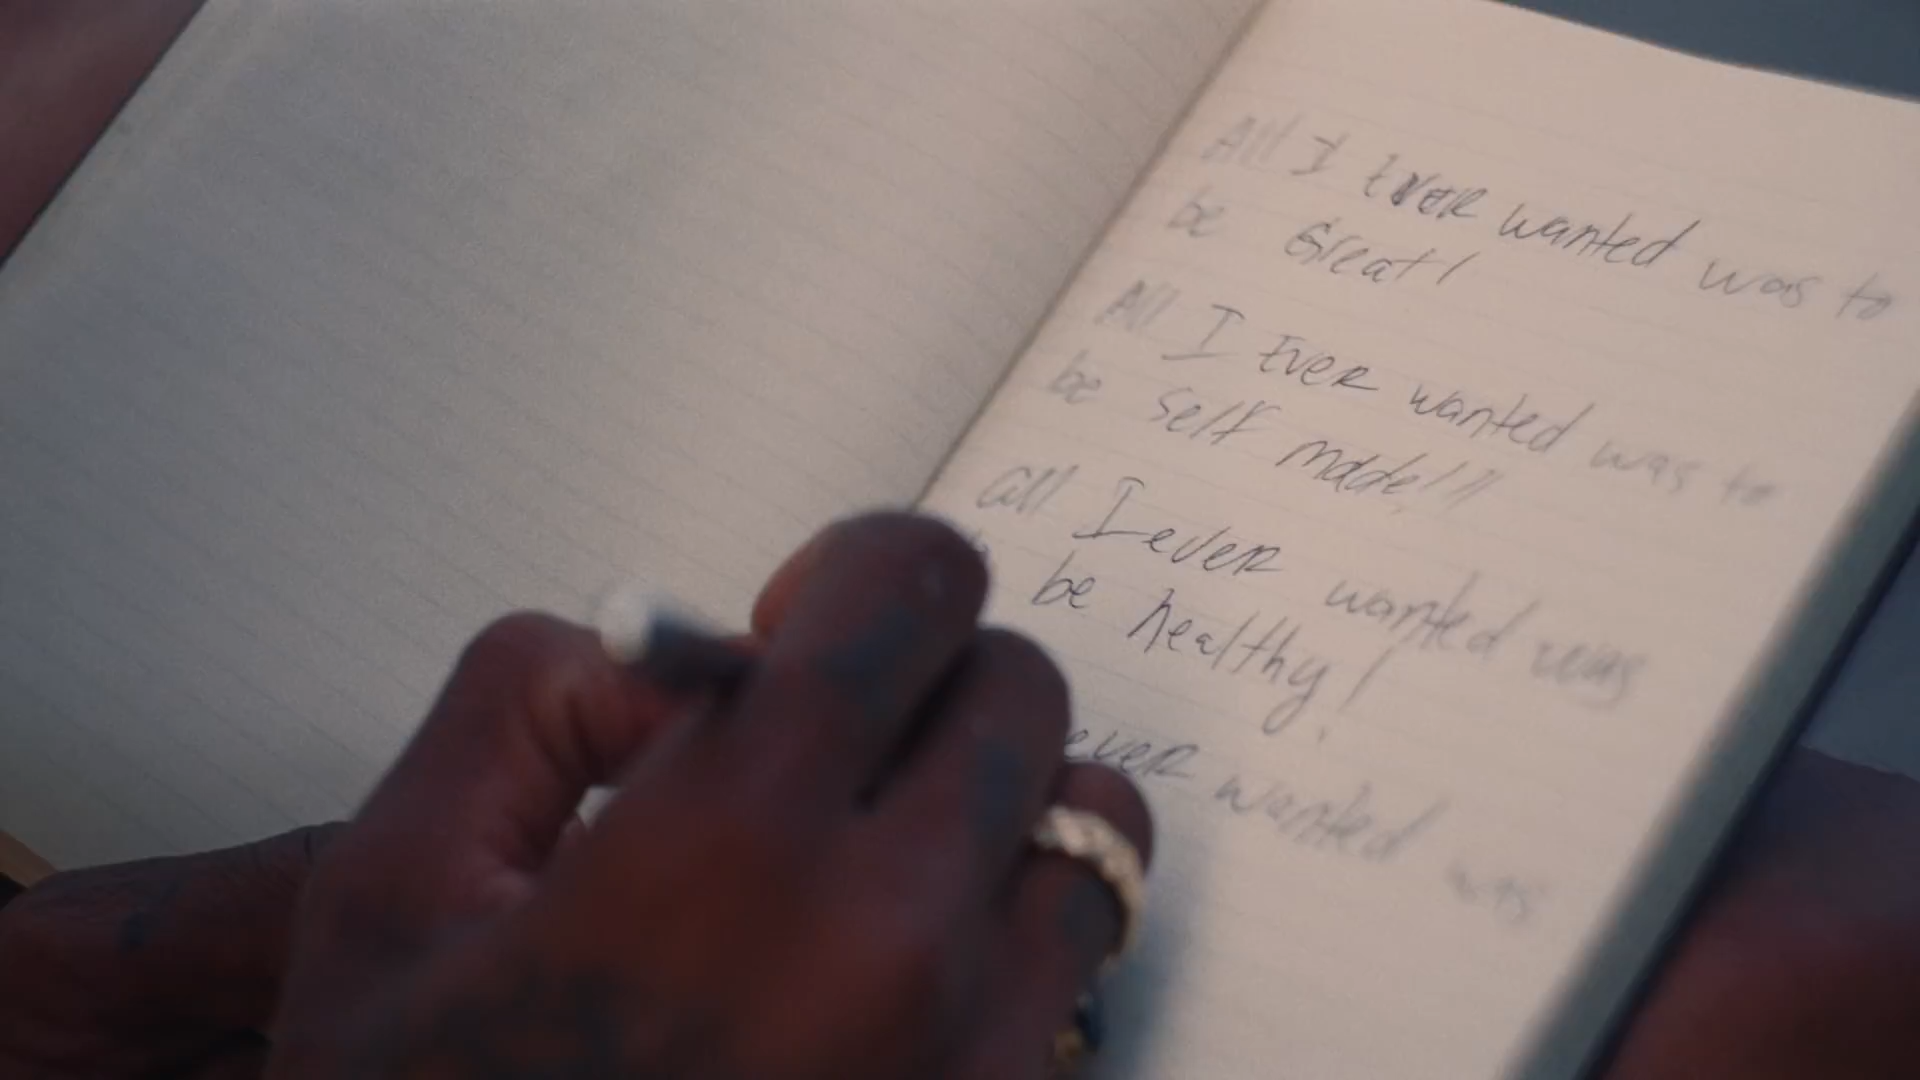 All I Ever wanted was to
be Great!
All I Ever wanted was to
be self made!!!
all I ever wanted was
be healthy!
ever wanted was